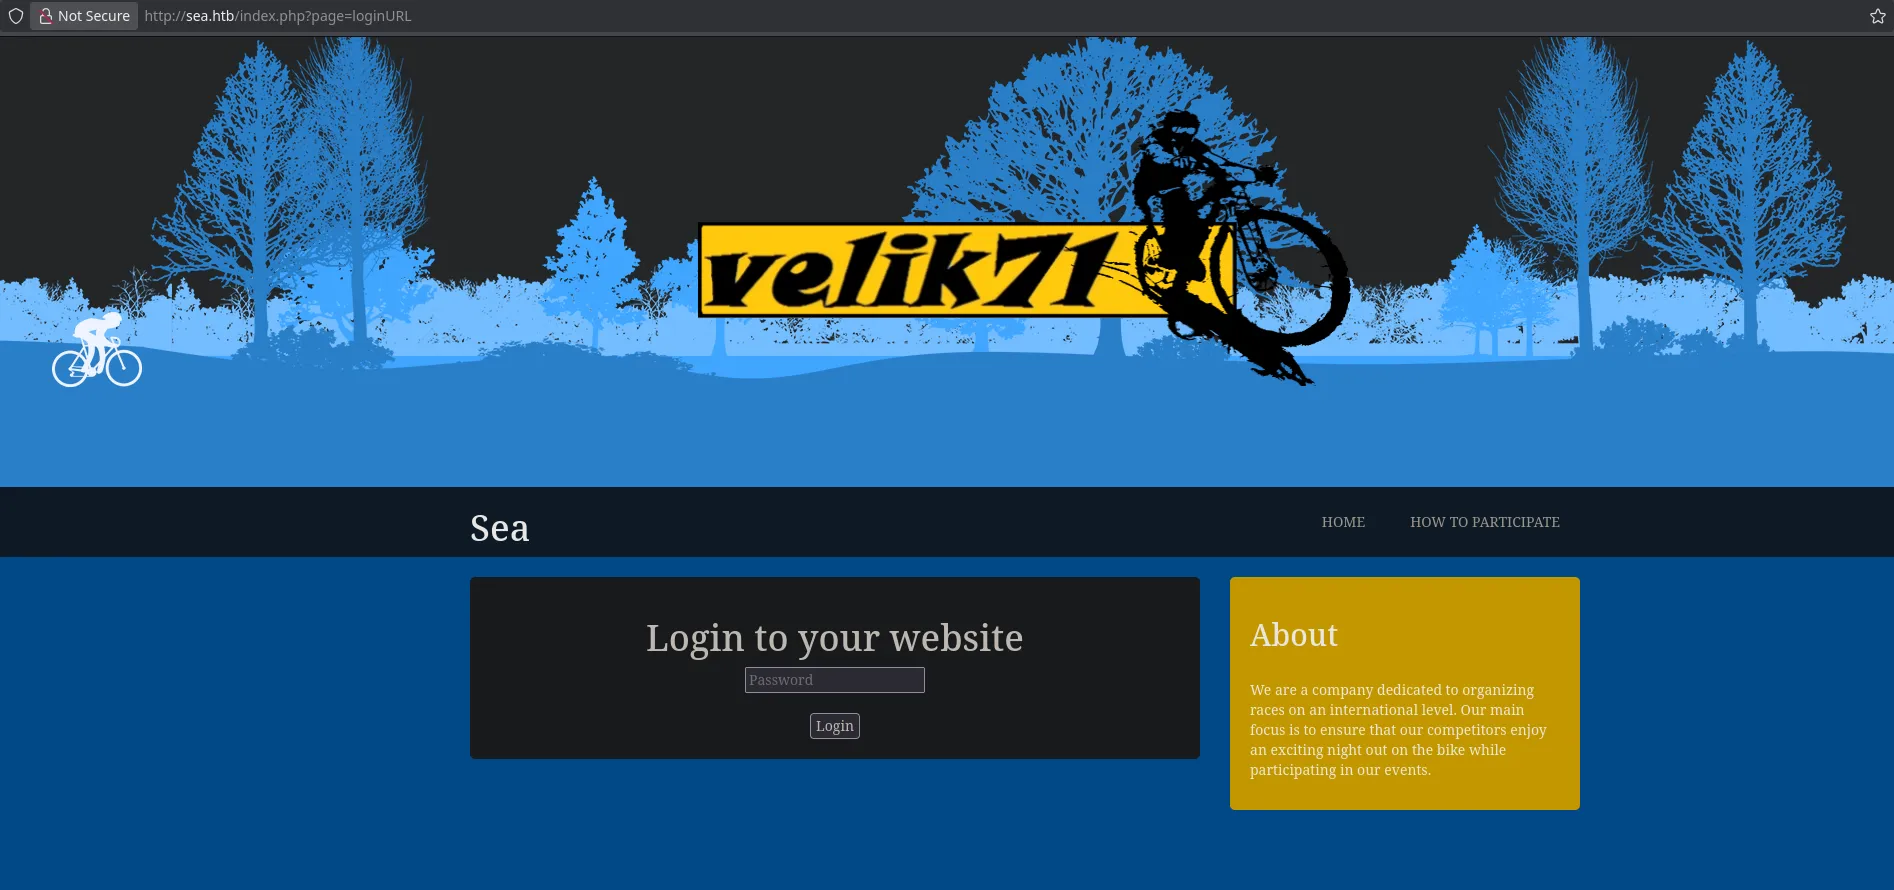 Not Secure http://sea.htb/index.php?page=loginURL
velik71
Sea
HOME HOW TO PARTICIPATE
Login to your website
Password
Login
About
We are a company dedicated to organizing
races on an international level. Our main
focus is to ensure that our competitors enjoy
an exciting night out on the bike while
participating in our events.